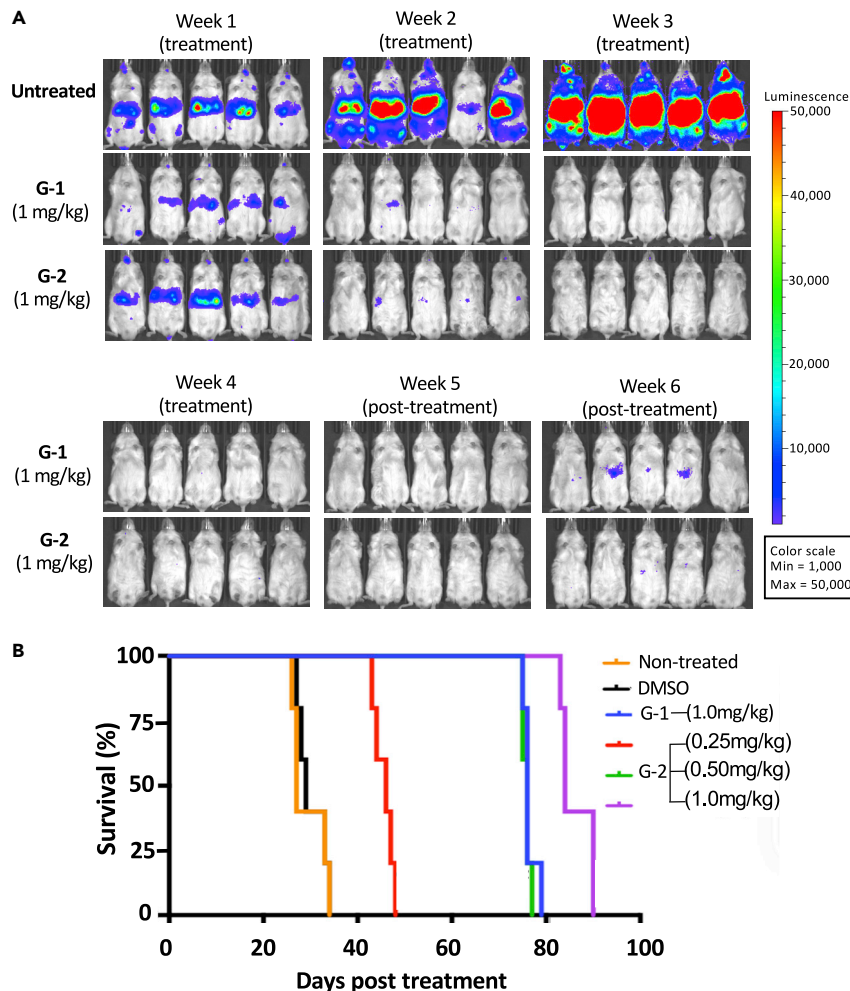 A
Week 1
(treatment)
Week 2
(treatment)
Week 3
(treatment)
Untreated
G-1
(1 mg/kg)
G-2
(1 mg/kg)
Luminescence
50,000
40,000
30,000
20,000
10,000
Week 4
(treatment)
Week 5
(post-treatment)
Week 6
(post-treatment)
G-1
(1 mg/kg)
G-2
(1 mg/kg)
Color scale
Min = 1,000
Max = 50,000
B
Survival (%)
100
75
50
25
0
0 20 40 60 80 100
Days post treatment
Non-treated
DMSO
G-1 (1.0mg/kg)
(0.25mg/kg)
G-2 (0.50mg/kg)
(1.0mg/kg)